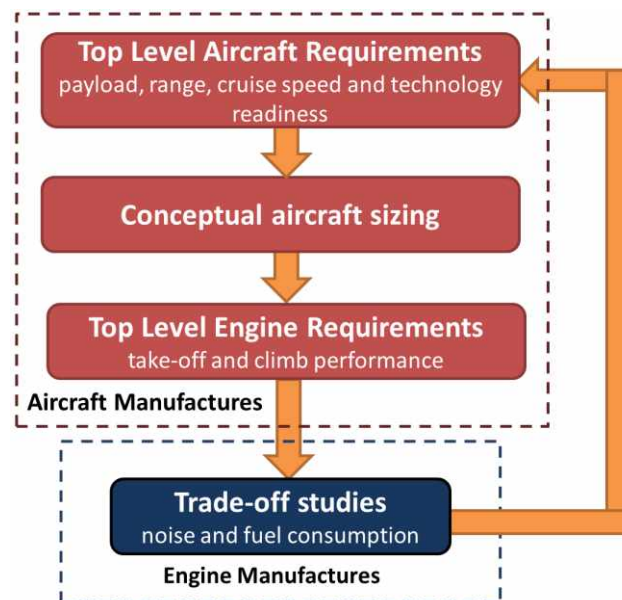 Top Level Aircraft Requirements
payload, range, cruise speed and technology
readiness
Conceptual aircraft sizing
Top Level Engine Requirements
take-off and climb performance
Aircraft Manufactures
Trade-off studies
noise and fuel consumption
Engine Manufactures